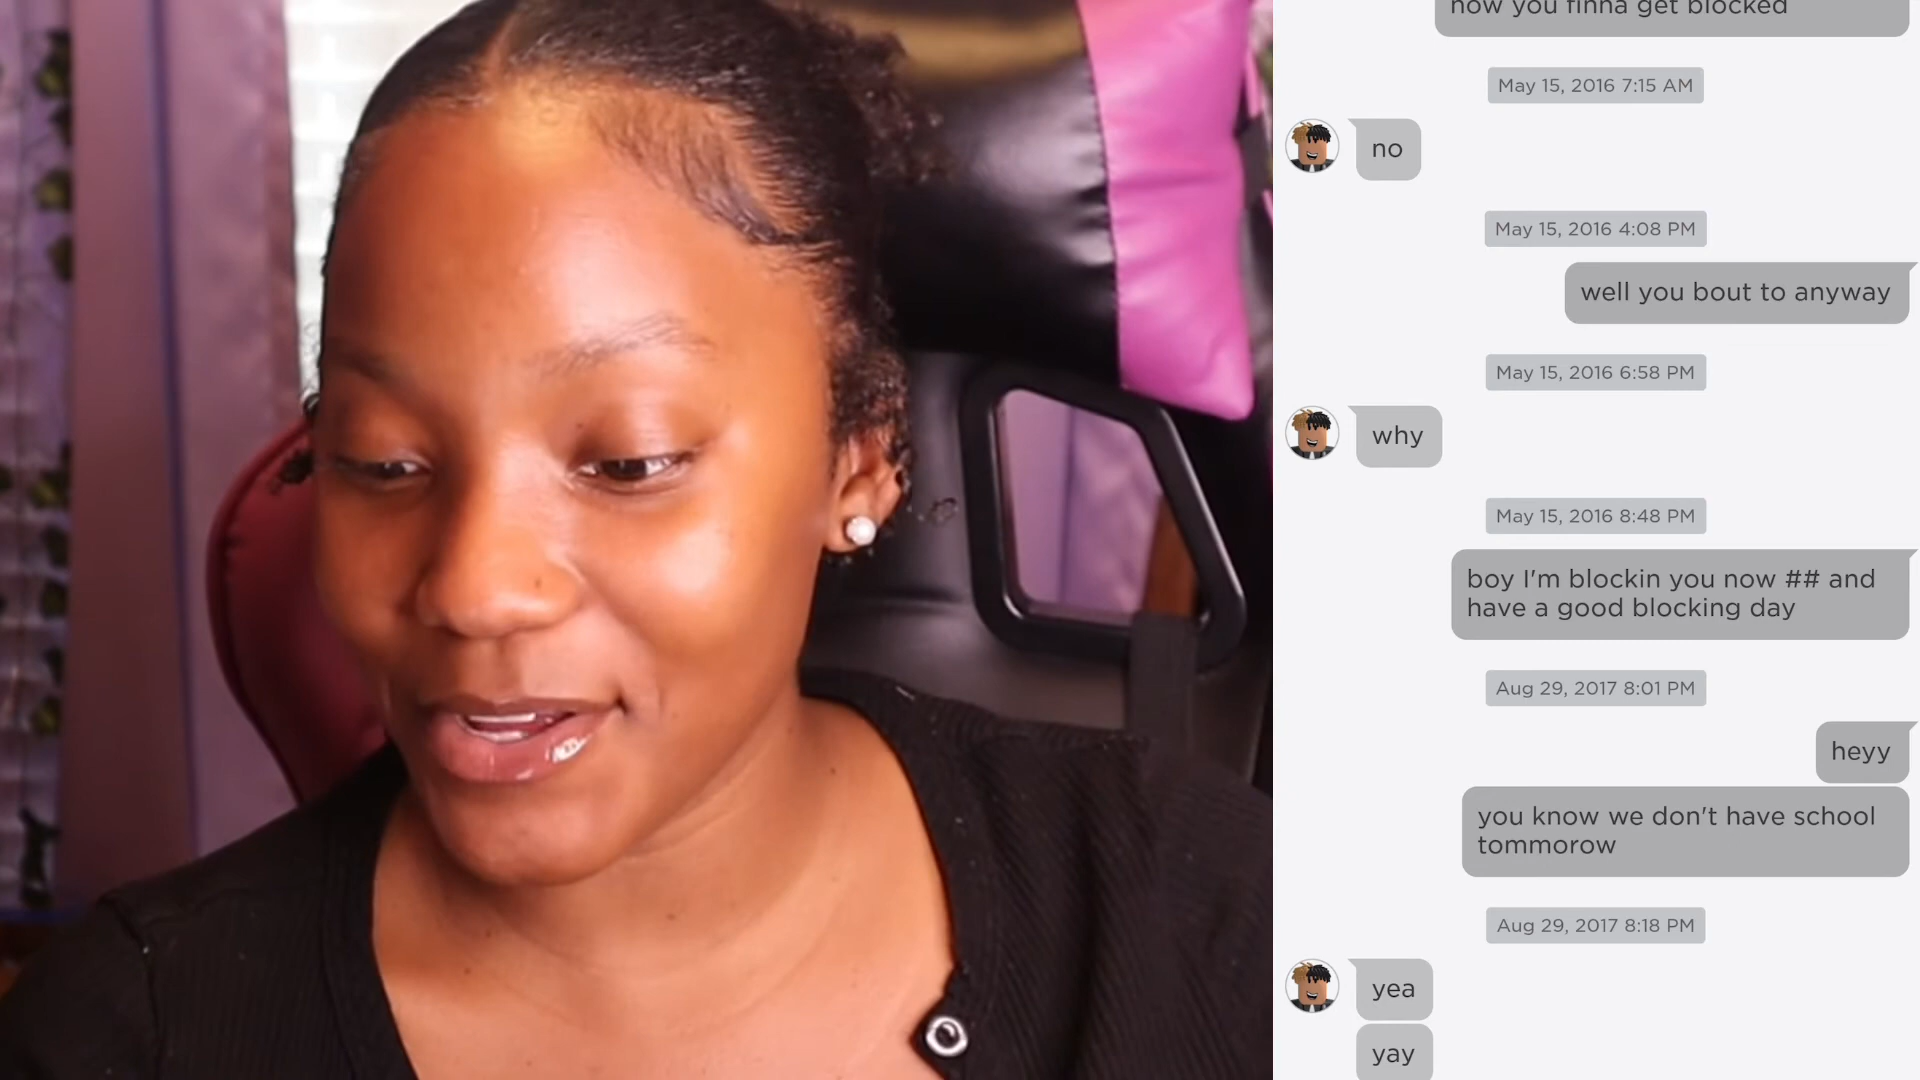 now you finna get blocked
May 15, 2016 7:15 AM
no
May 15, 2016 4:08 PM
well you bout to anyway
May 15, 2016 6:58 PM
why
May 15, 2016 8:48 PM
boy I'm blockin you now ## and
have a good blocking day
Aug 29, 2017 8:01 PM
heyy
you know we don't have school
tommorow
Aug 29, 2017 8:18 PM
yea
yay